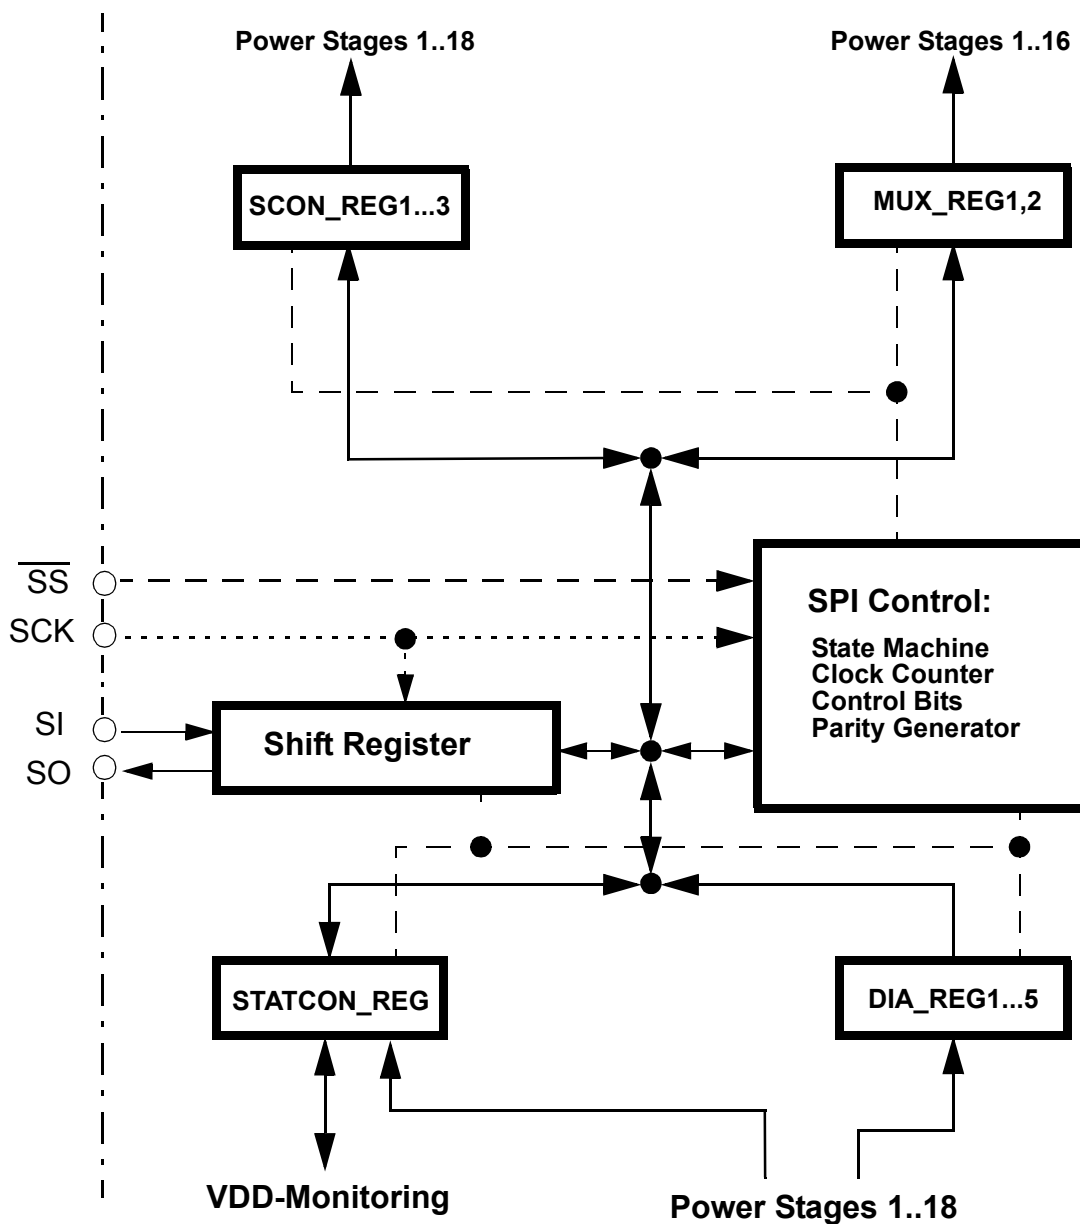 Power Stages 1..18
Power Stages 1..16
SCON_REG1...3
MUX_REG1,2
S̅S̅
SCK
SI
SO
SPI Control:
State Machine
Clock Counter
Control Bits
Parity Generator
Shift Register
STATCON_REG
DIA_REG1...5
VDD-Monitoring
Power Stages 1..18